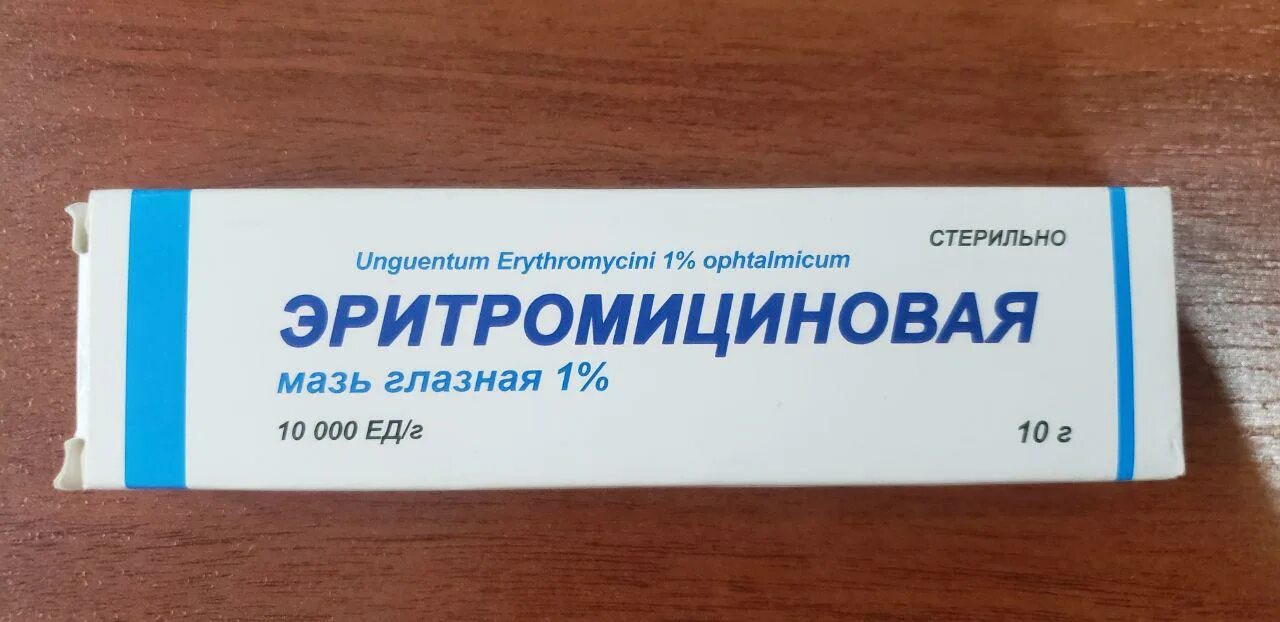 СТЕРИЛЬНО
Unguentum Erythromycini 1% ophtalmicum
ЭРИТРОМИЦИНОВАЯ
мазь глазная 1%
10 000 ЕД/г
10 г